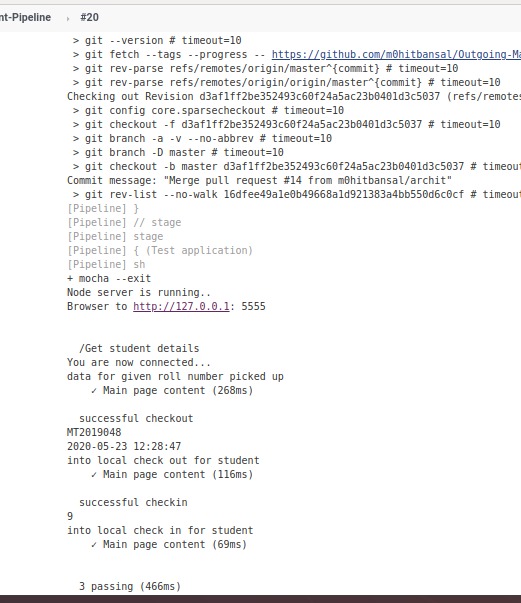 nt-Pipeline › #20
> git --version # timeout=10
> git fetch --tags --progress -- https://github.com/m0hitbansal/Outgoing-Ma
> git rev-parse refs/remotes/origin/master^{commit} # timeout=10
> git rev-parse refs/remotes/origin/origin/master^{commit} # timeout=10
Checking out Revision d3af1ff2be352493c60f24a5ac23b0401d3c5037 (refs/remotes
> git config core.sparsecheckout # timeout=10
> git checkout -f d3af1ff2be352493c60f24a5ac23b0401d3c5037 # timeout=10
> git branch -a -v --no-abbrev # timeout=10
> git branch -D master # timeout=10
> git checkout -b master d3af1ff2be352493c60f24a5ac23b0401d3c5037 # timeout
Commit message: "Merge pull request #14 from m0hitbansal/archit"
> git rev-list --no-walk 16dfee49a1e0b49668a1d921383a4bb550d6c0cf # timeout
[Pipeline] }
[Pipeline] // stage
[Pipeline] stage
[Pipeline] { (Test application)
[Pipeline] sh
+ mocha --exit
Node server is running..
Browser to http://127.0.0.1: 5555
/Get student details
You are now connected...
data for given roll number picked up
✓ Main page content (268ms)
successful checkout
MT2019048
2020-05-23 12:28:47
into local check out for student
✓ Main page content (116ms)
successful checkin
9
into local check in for student
✓ Main page content (69ms)
3 passing (466ms)